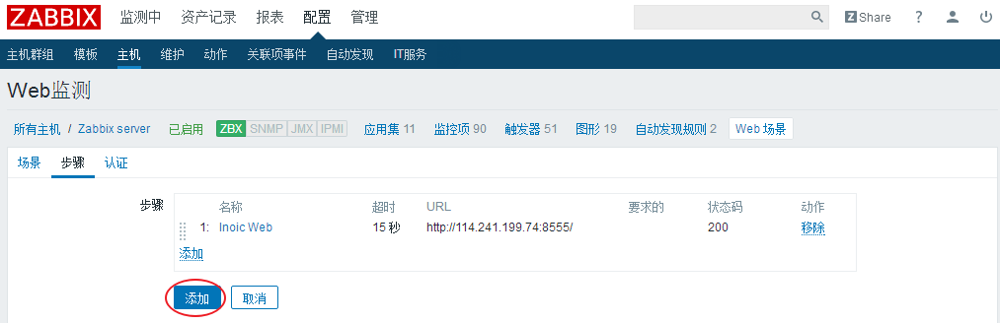 ZABBIX 监测中 资产记录 报表 配置 管理 Z Share ?
主机群组 模板 主机 维护 动作 关联项事件 自动发现 IT服务
Web监测
所有主机 / Zabbix server 已启用 ZBX SNMP JMX IPMI 应用集 11 监控项 90 触发器 51 图形 19 自动发现规则 2 Web 场景
场景 步骤 认证
步骤 名称 超时 URL 要求的 状态码 动作
1: Inoic Web 15 秒 http://114.241.199.74:8555/ 200 移除
添加
添加 取消